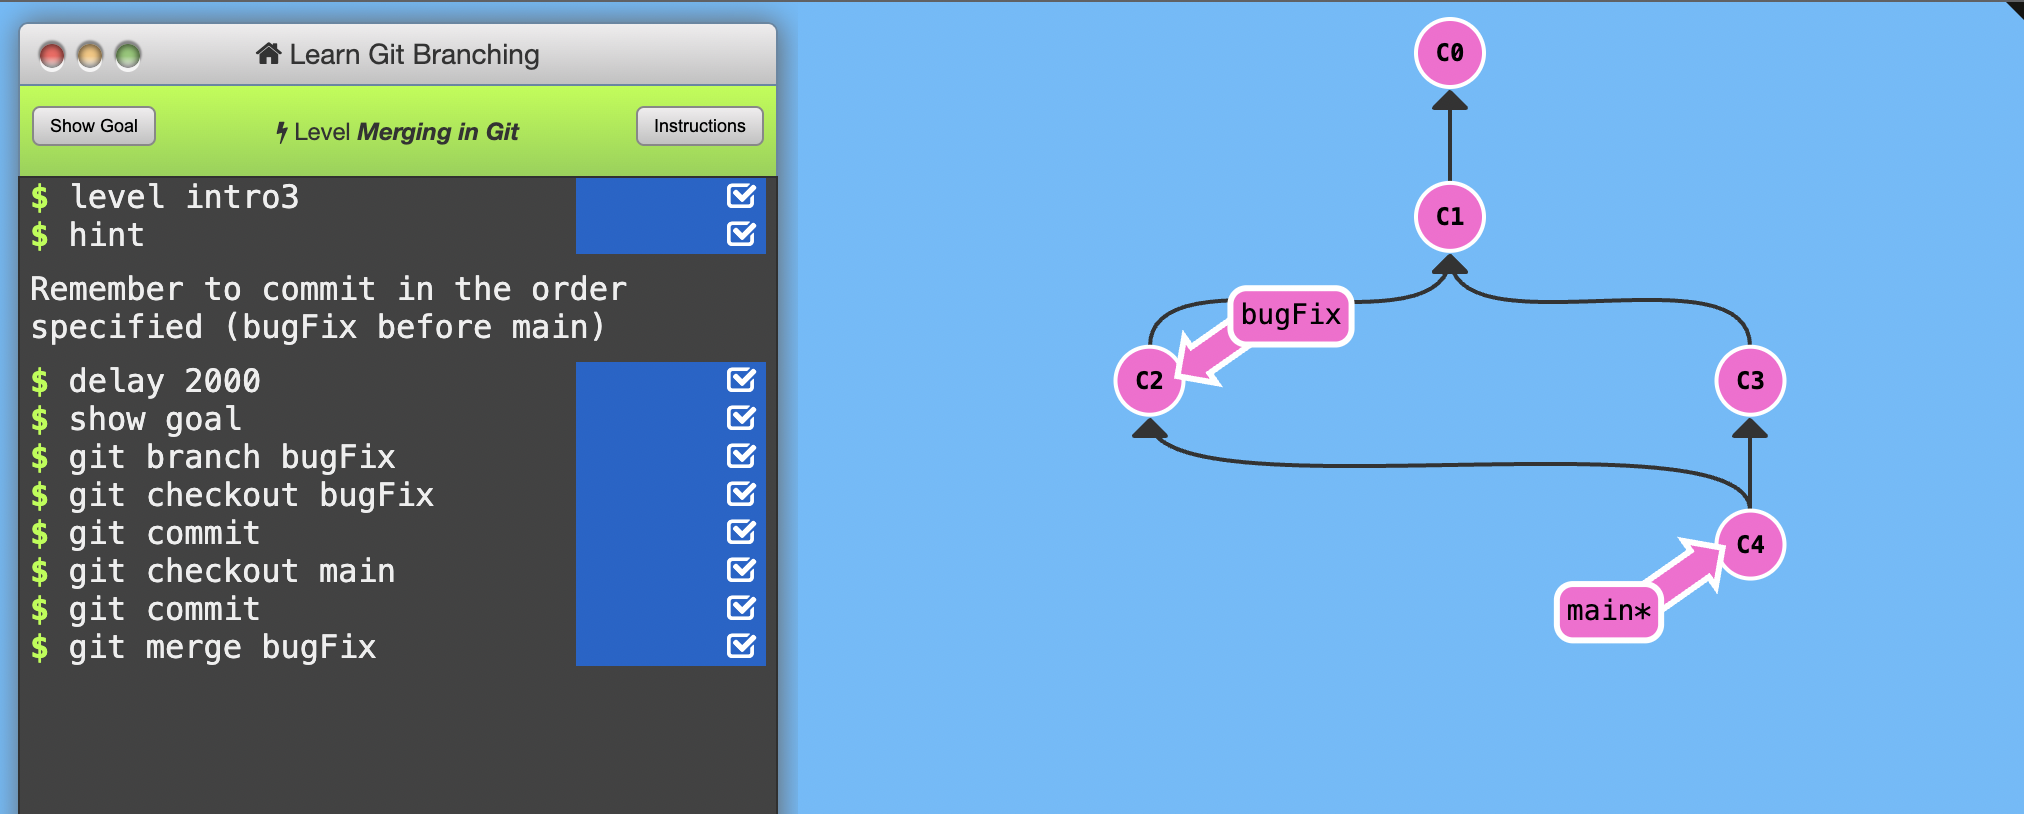 Learn Git Branching
Show Goal
Level Merging in Git
Instructions
$ level intro3
$ hint
Remember to commit in the order
specified (bugFix before main)
$ delay 2000
$ show goal
$ git branch bugFix
$ git checkout bugFix
$ git commit
$ git checkout main
$ git commit
$ git merge bugFix
C0
C1
bugFix
C2
C3
C4
main*